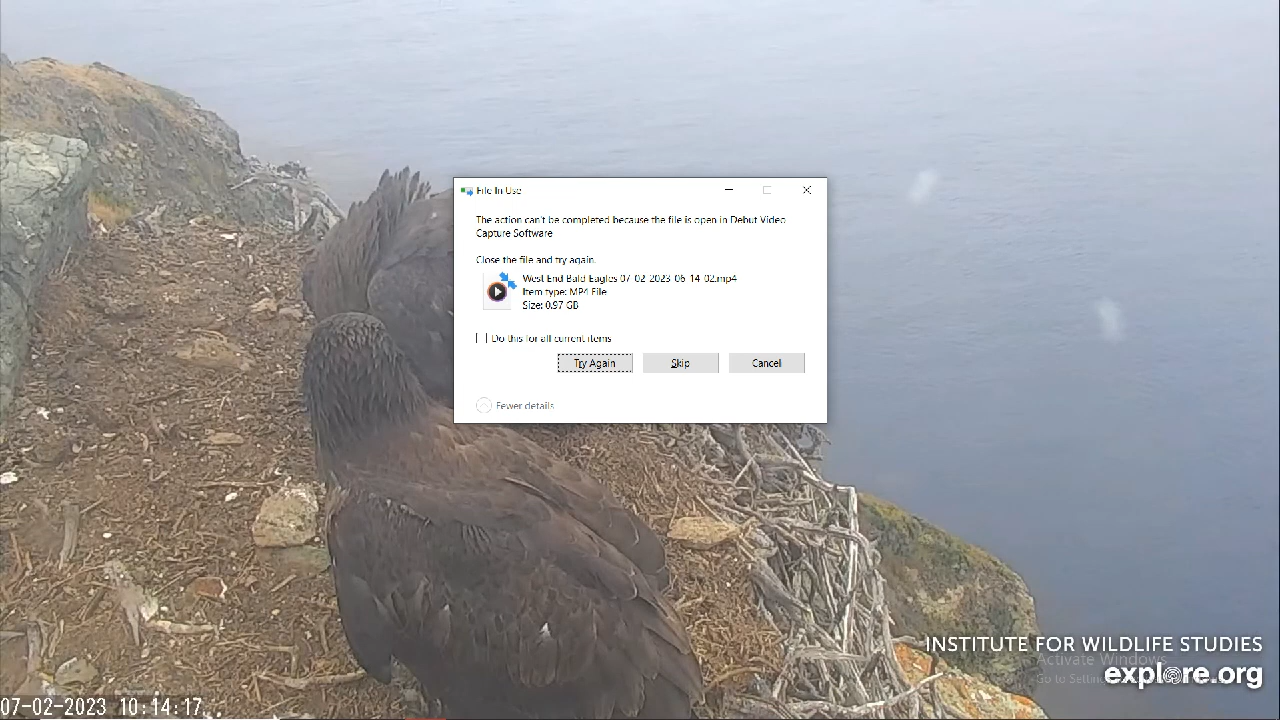 File In Use
The action can't be completed because the file is open in Debut Video
Capture Software
Close the file and try again.
West End Bald Eagles 07-02-2023-06-14-02.mp4
Item type: MP4 File
Size: 0.97 GB
Do this for all current items
Try Again
Skip
Cancel
Fewer details
INSTITUTE FOR WILDLIFE STUDIES
Activate Windows
explore.org
Go to Settin
07-02-2023 10:14:17